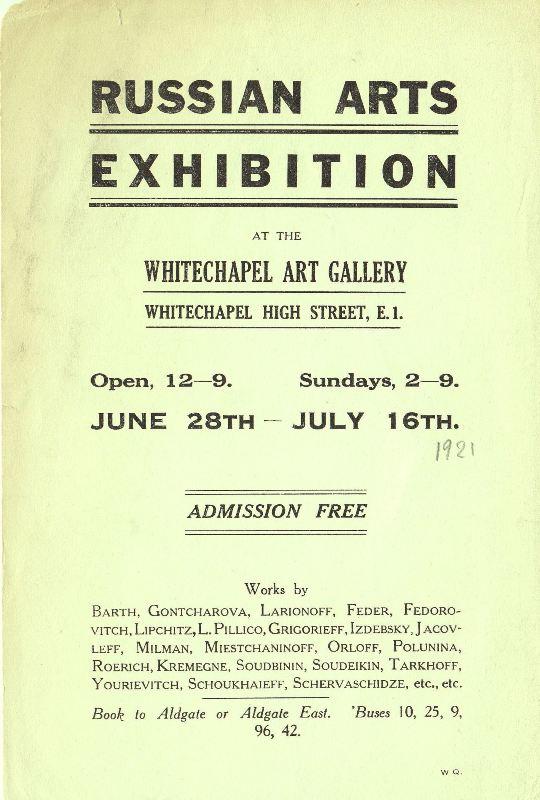 RUSSIAN ARTS
EXHIBITION
AT THE
WHITECHAPEL ART GALLERY
WHITECHAPEL HIGH STREET, E.1.
Open, 12—9. Sundays, 2—9.
JUNE 28TH — JULY 16TH.
1921
ADMISSION FREE
Works by
BARTH, GONTCHAROVA, LARIONOFF, FEDER, FEDORO-
VITCH, LIPCHITZ, L. PILLICO, GRIGORIEFF, IZDEBSKY, JACOV-
LEFF, MILMAN, MIESTCHANINOFF, ORLOFF, POLUNINA,
ROERICH, KREMEGNE, SOUDBININ, SOUDEIKIN, TARKHOFF,
YOURIEVITCH, SCHOUKHAIEFF, SCHERVASCHIDZE, etc., etc.
Book to Aldgate or Aldgate East. 'Buses 10, 25, 9,
96, 42.
W Q.